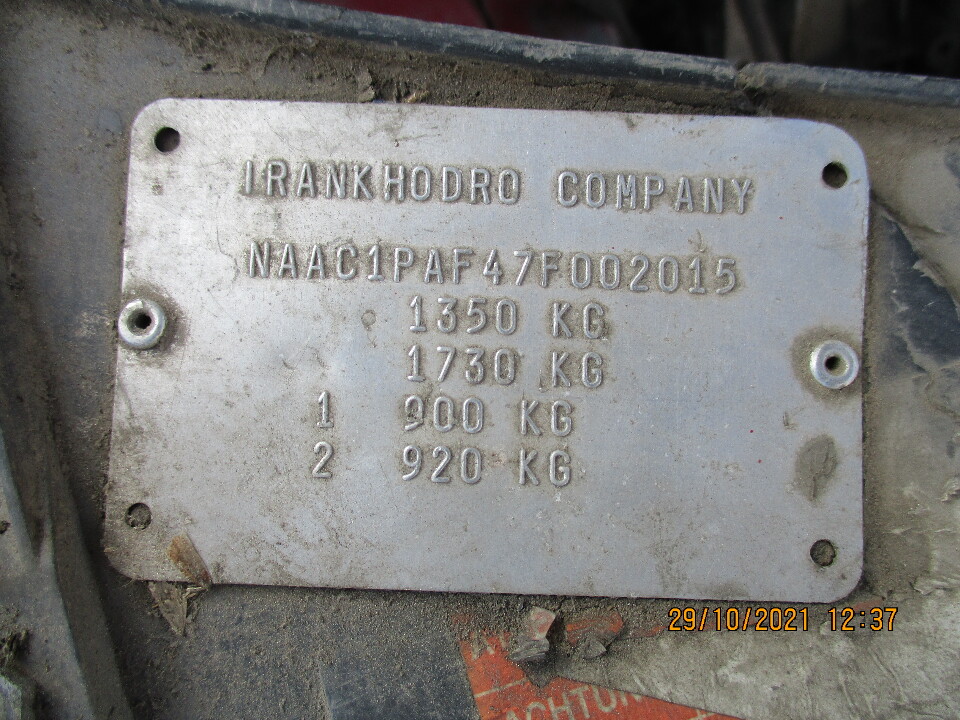 IRANKHODRO COMPANY
NAAC1PAF47F002015
1350 KG
1730 KG
1 900 KG
2 920 KG
29/10/2021 12:37